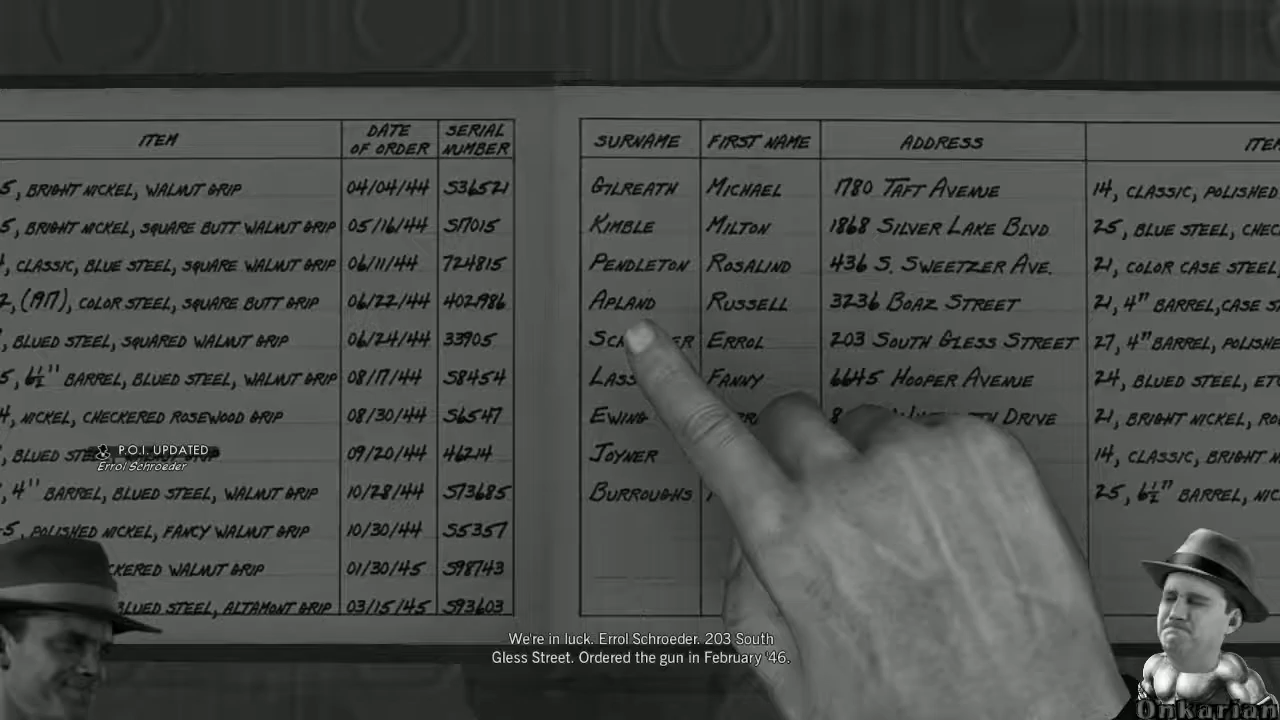 ITEM DATE OF ORDER SERIAL NUMBER
5, BRIGHT NICKEL, WALNUT GRIP 04/04/44 S36521
5, BRIGHT NICKEL, SQUARE BUTT WALNUT GRIP 05/16/44 S17015
, CLASSIC, BLUE STEEL, SQUARE WALNUT GRIP 06/11/44 724815
2, (1917), COLOR STEEL, SQUARE BUTT GRIP 06/22/44 402986
, BLUED STEEL, SQUARED WALNUT GRIP 06/24/44 33905
5, 6½" BARREL, BLUED STEEL, WALNUT GRIP 08/17/44 S8454
4, NICKEL, CHECKERED ROSEWOOD GRIP 08/30/44 S6547
, BLUED 09/20/44 46214
, 4" BARREL, BLUED STEEL, WALNUT GRIP 10/28/44 S73685
-5, POLISHED NICKEL, FANCY WALNUT GRIP 10/30/44 S5357
CKERED WALNUT GRIP 01/30/45 S98743
BLUED STEEL, ALTAMONT GRIP 03/15/45 S93603
SURNAME FIRST NAME ADDRESS ITEM
GILREATH MICHAEL 1780 TAFT AVENUE 14, CLASSIC, POLISHED
KIMBLE MILTON 1868 SILVER LAKE BLVD 25, BLUE STEEL, CHEC
PENDLETON ROSALIND 436 S. SWEETZER AVE. 21, COLOR CASE STEEL,
APLAND RUSSELL 3236 BOAZ STREET 21, 4" BARREL, CASE S
ERROL 203 SOUTH GLESS STREET 27, 4" BARREL, POLISHE
LASS FANNY 6645 HOOPER AVENUE 24, BLUED STEEL, ETC
EWING DRIVE 21, BRIGHT NICKEL, RO
JOYNER 14, CLASSIC, BRIGHT N
BURROUGHS 25, 6½" BARREL, NIC
P.O.I. UPDATED
Errol Schroeder
We're in luck. Errol Schroeder. 203 South
Gless Street. Ordered the gun in February '46.
Onkarian